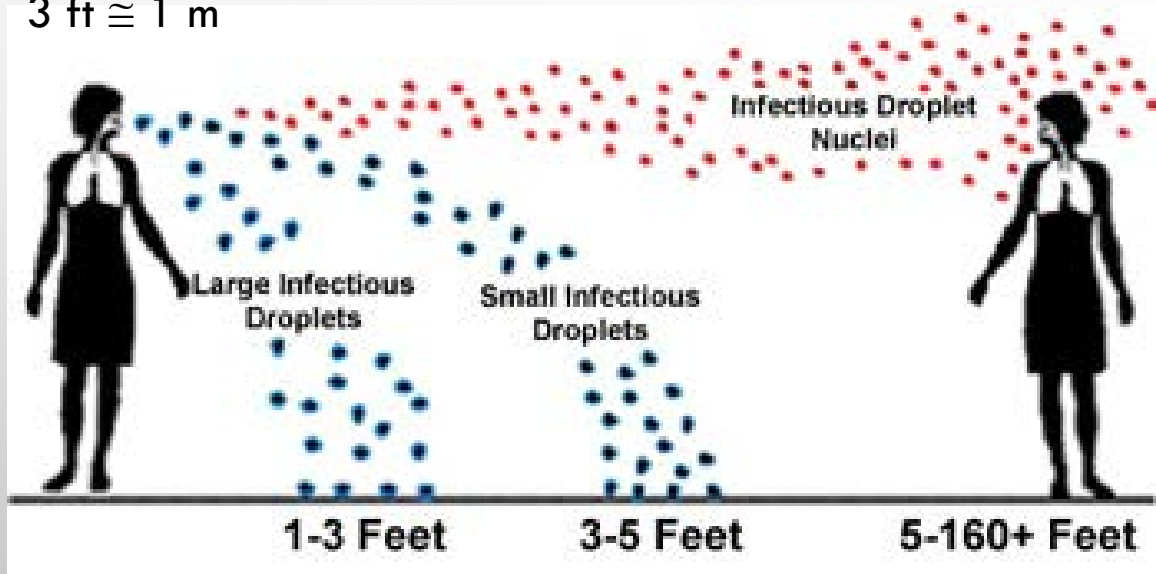 3 ft ≅ 1 m
Infectious Droplet
Nuclei
Large Infectious
Droplets
Small Infectious
Droplets
1-3 Feet
3-5 Feet
5-160+ Feet